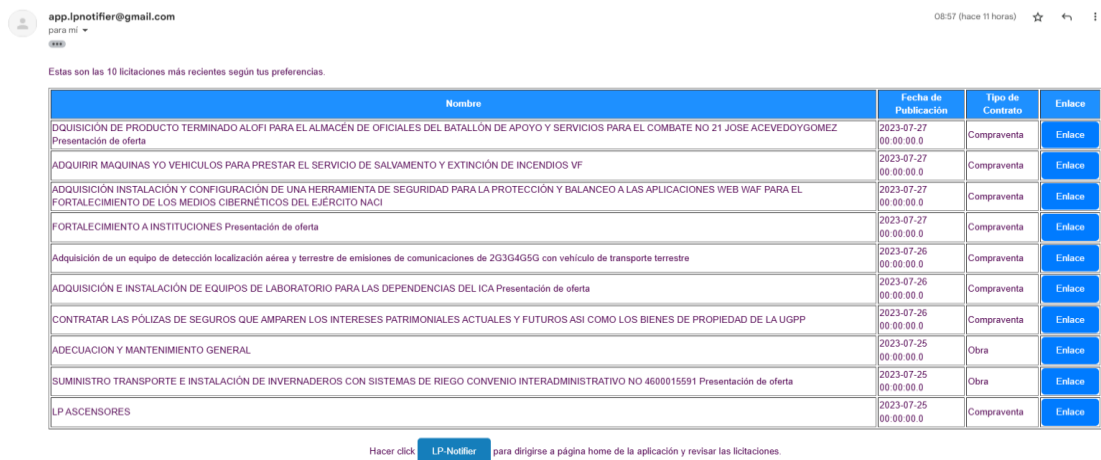 app.lpnotifier@gmail.com
08:57 (hace 11 horas)
para mí
Estas son las 10 licitaciones más recientes según tus preferencias.
Nombre
Fecha de
Publicación
Tipo de
Contrato
Enlace
DQUISICIÓN DE PRODUCTO TERMINADO ALOFI PARA EL ALMACÉN DE OFICIALES DEL BATALLÓN DE APOYO Y SERVICIOS PARA EL COMBATE NO 21 JOSE ACEVEDOYGOMEZ
Presentación de oferta
2023-07-27
00:00:00.0
Compraventa
Enlace
ADQUIRIR MAQUINAS YO VEHICULOS PARA PRESTAR EL SERVICIO DE SALVAMENTO Y EXTINCIÓN DE INCENDIOS VF
2023-07-27
00:00:00.0
Compraventa
Enlace
ADQUISICIÓN INSTALACIÓN Y CONFIGURACIÓN DE UNA HERRAMIENTA DE SEGURIDAD PARA LA PROTECCIÓN Y BALANCEO A LAS APLICACIONES WEB WAF PARA EL
FORTALECIMIENTO DE LOS MEDIOS CIBERNÉTICOS DEL EJÉRCITO NACI
2023-07-27
00:00:00.0
Compraventa
Enlace
FORTALECIMIENTO A INSTITUCIONES Presentación de oferta
2023-07-27
00:00:00.0
Compraventa
Enlace
Adquisición de un equipo de detección localización aérea y terrestre de emisiones de comunicaciones de 2G3G4G5G con vehículo de transporte terrestre
2023-07-26
00:00:00.0
Compraventa
Enlace
ADQUISICIÓN E INSTALACIÓN DE EQUIPOS DE LABORATORIO PARA LAS DEPENDENCIAS DEL ICA Presentación de oferta
2023-07-26
00:00:00.0
Compraventa
Enlace
CONTRATAR LAS PÓLIZAS DE SEGUROS QUE AMPAREN LOS INTERESES PATRIMONIALES ACTUALES Y FUTUROS ASI COMO LOS BIENES DE PROPIEDAD DE LA UGPP
2023-07-26
00:00:00.0
Compraventa
Enlace
ADECUACION Y MANTENIMIENTO GENERAL
2023-07-25
00:00:00.0
Obra
Enlace
SUMINISTRO TRANSPORTE E INSTALACIÓN DE INVERNADEROS CON SISTEMAS DE RIEGO CONVENIO INTERADMINISTRATIVO NO 4600015591 Presentación de oferta
2023-07-25
00:00:00.0
Obra
Enlace
LP ASCENSORES
2023-07-25
00:00:00.0
Compraventa
Enlace
Hacer click LP-Notifier para dirigirse a página home de la aplicación y revisar las licitaciones.